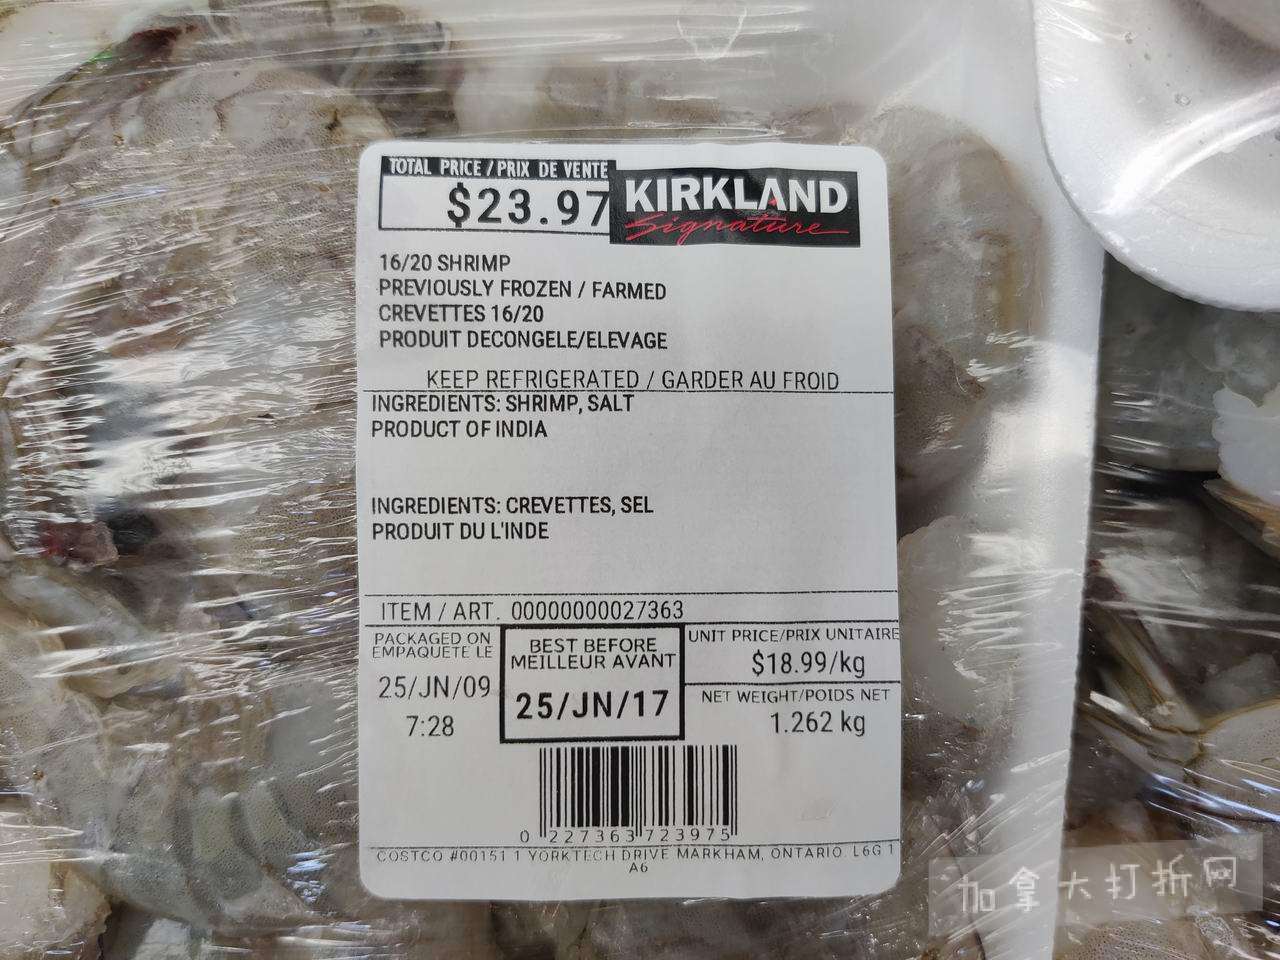 TOTAL PRICE / PRIX DE VENTE
$23.97
KIRKLAND
Signature
16/20 SHRIMP
PREVIOUSLY FROZEN / FARMED
CREVETTES 16/20
PRODUIT DECONGELE/ELEVAGE
KEEP REFRIGERATED / GARDER AU FROID
INGREDIENTS: SHRIMP, SALT
PRODUCT OF INDIA
INGREDIENTS: CREVETTES, SEL
PRODUIT DU L'INDE
ITEM / ART. 00000000027363
PACKAGED ON
EMPAQUETE LE
25/JN/09
7:28
BEST BEFORE
MEILLEUR AVANT
25/JN/17
UNIT PRICE/PRIX UNITAIRE
$18.99/kg
NET WEIGHT/POIDS NET
1.262 kg
0 227363 723975
COSTCO #00151 1 YORKTECH DRIVE MARKHAM, ONTARIO. L6G 1
A6
加拿大打折网